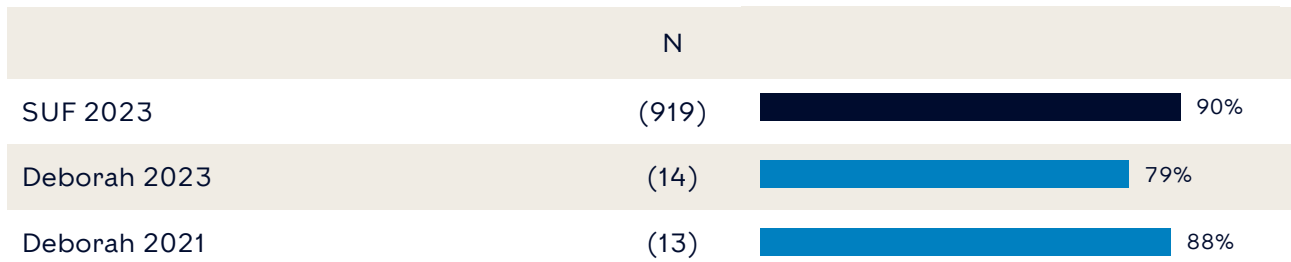 N
SUF 2023 (919) 90%
Deborah 2023 (14) 79%
Deborah 2021 (13) 88%